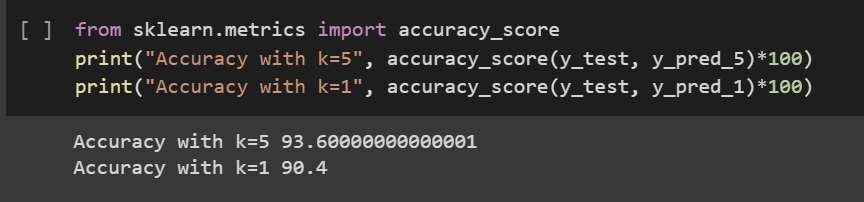 [ ] from sklearn.metrics import accuracy_score
print("Accuracy with k=5", accuracy_score(y_test, y_pred_5)*100)
print("Accuracy with k=1", accuracy_score(y_test, y_pred_1)*100)
Accuracy with k=5 93.60000000000001
Accuracy with k=1 90.4